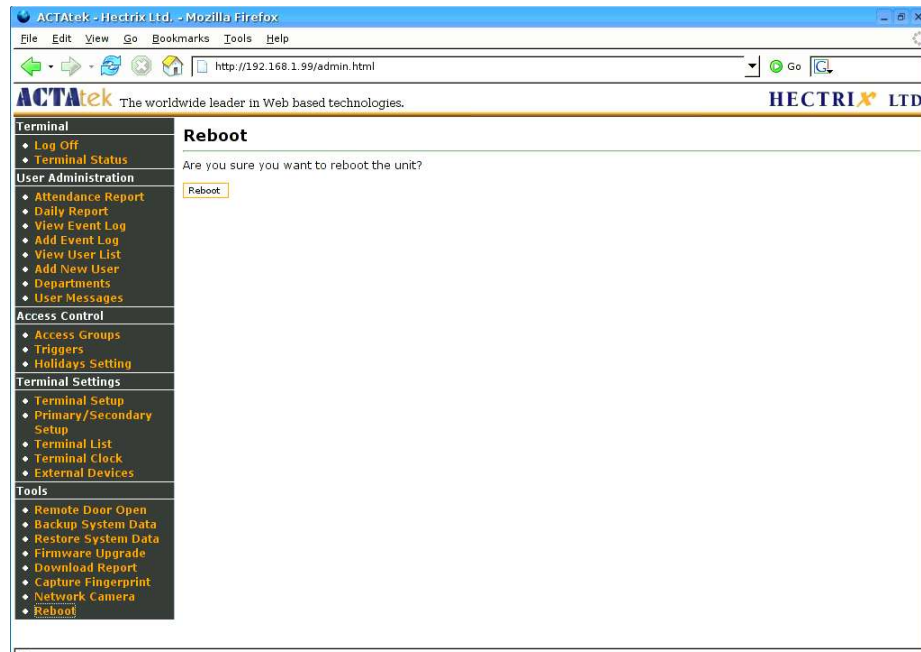 ACTAtek - Hectrix Ltd. - Mozilla Firefox
File Edit View Go Bookmarks Tools Help
http://192.168.1.99/admin.html
Go
G
ACTAtek The worldwide leader in Web based technologies.
HECTRIX LTD
Terminal
Log Off
Terminal Status
User Administration
Attendance Report
Daily Report
View Event Log
Add Event Log
View User List
Add New User
Departments
User Messages
Access Control
Access Groups
Triggers
Holidays Setting
Terminal Settings
Terminal Setup
Primary/Secondary
Setup
Terminal List
Terminal Clock
External Devices
Tools
Remote Door Open
Backup System Data
Restore System Data
Firmware Upgrade
Download Report
Capture Fingerprint
Network Camera
Reboot
Reboot
Are you sure you want to reboot the unit?
Reboot